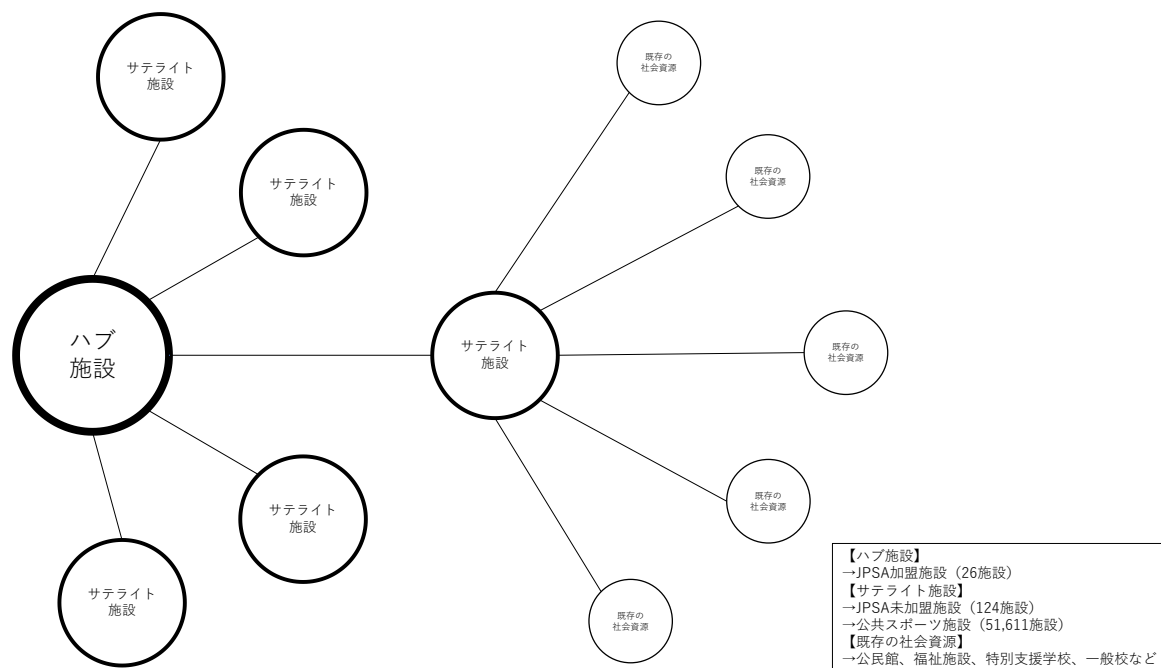 サテライト
施設
サテライト
施設
ハブ
施設
サテライト
施設
サテライト
施設
サテライト
施設
既存の
社会資源
既存の
社会資源
既存の
社会資源
既存の
社会資源
既存の
社会資源
【ハブ施設】
→JPSA加盟施設（26施設）
【サテライト施設】
→JPSA未加盟施設（124施設）
→公共スポーツ施設（51,611施設）
【既存の社会資源】
→公民館、福祉施設、特別支援学校、一般校など